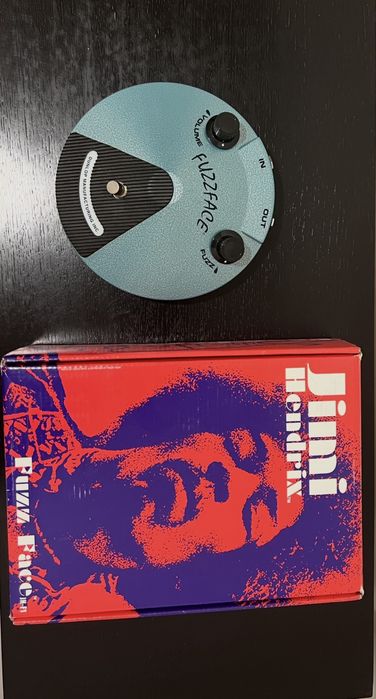 VOLUME
FUZZ
FUZZFACE
IN
OUT
Jimi
Hendrix
Fuzz Face